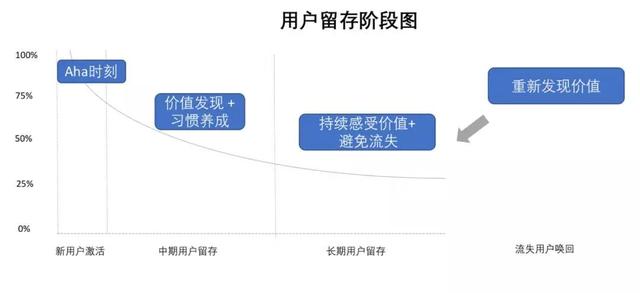 用户留存阶段图
100%
75%
50%
25%
0%
Aha时刻
价值发现 +
习惯养成
持续感受价值+
避免流失
重新发现价值
新用户激活
中期用户留存
长期用户留存
流失用户唤回